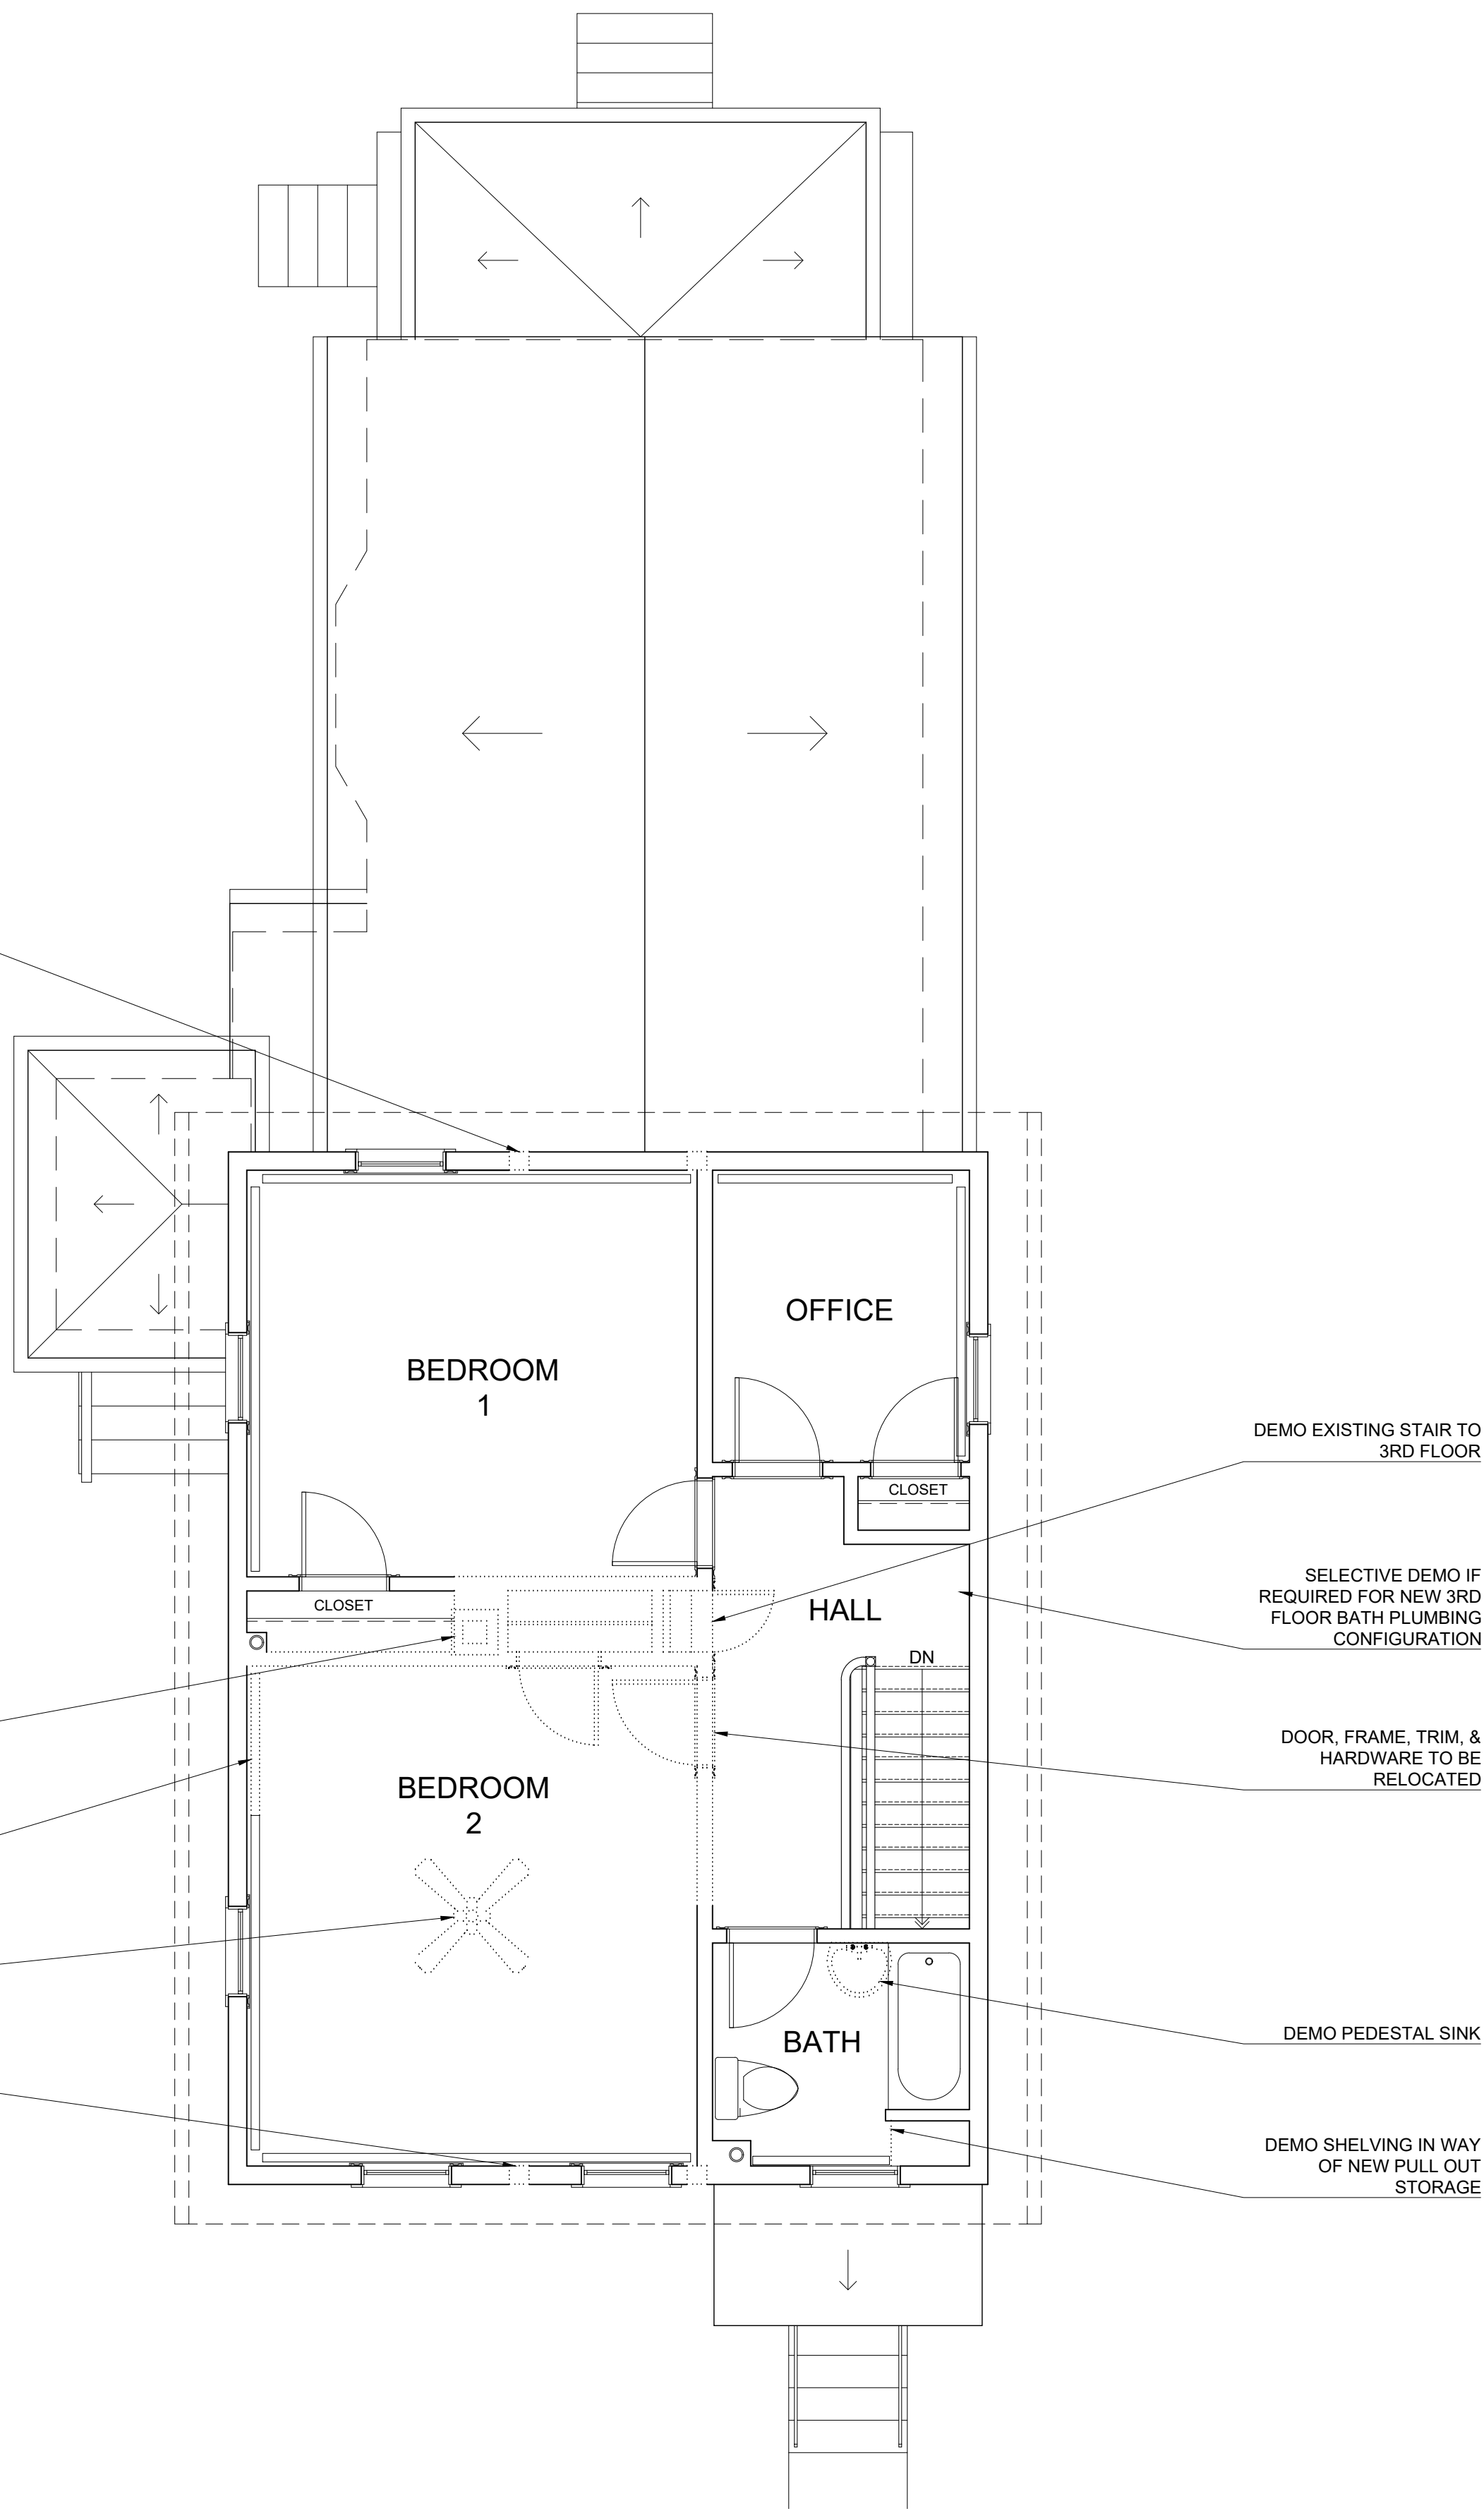 OFFICE
BEDROOM
1
DEMO EXISTING STAIR TO
3RD FLOOR
CLOSET
SELECTIVE DEMO IF
REQUIRED FOR NEW 3RD
FLOOR BATH PLUMBING
CONFIGURATION
CLOSET
HALL
DN
DOOR, FRAME, TRIM, &
HARDWARE TO BE
RELOCATED
BEDROOM
2
DEMO PEDESTAL SINK
BATH
DEMO SHELVING IN WAY
OF NEW PULL OUT
STORAGE